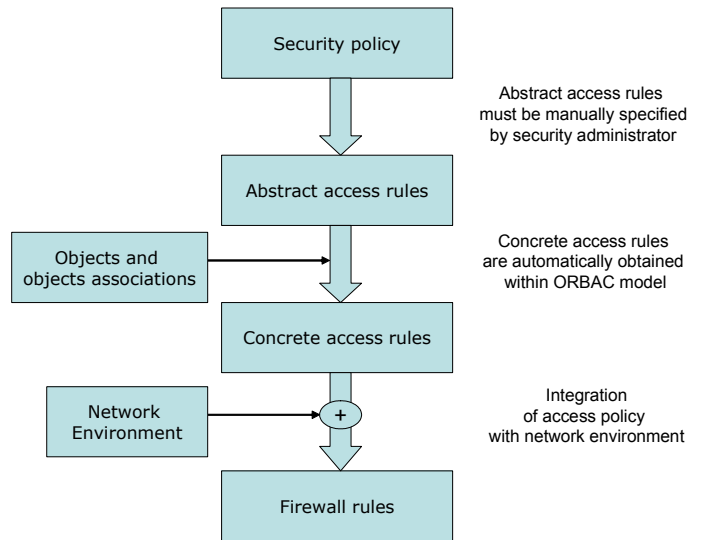 Security policy
Abstract access rules
must be manually specified
by security administrator
Abstract access rules
Objects and
objects associations
Concrete access rules
are automatically obtained
within ORBAC model
Concrete access rules
Network
Environment
+
Integration
of access policy
with network environment
Firewall rules